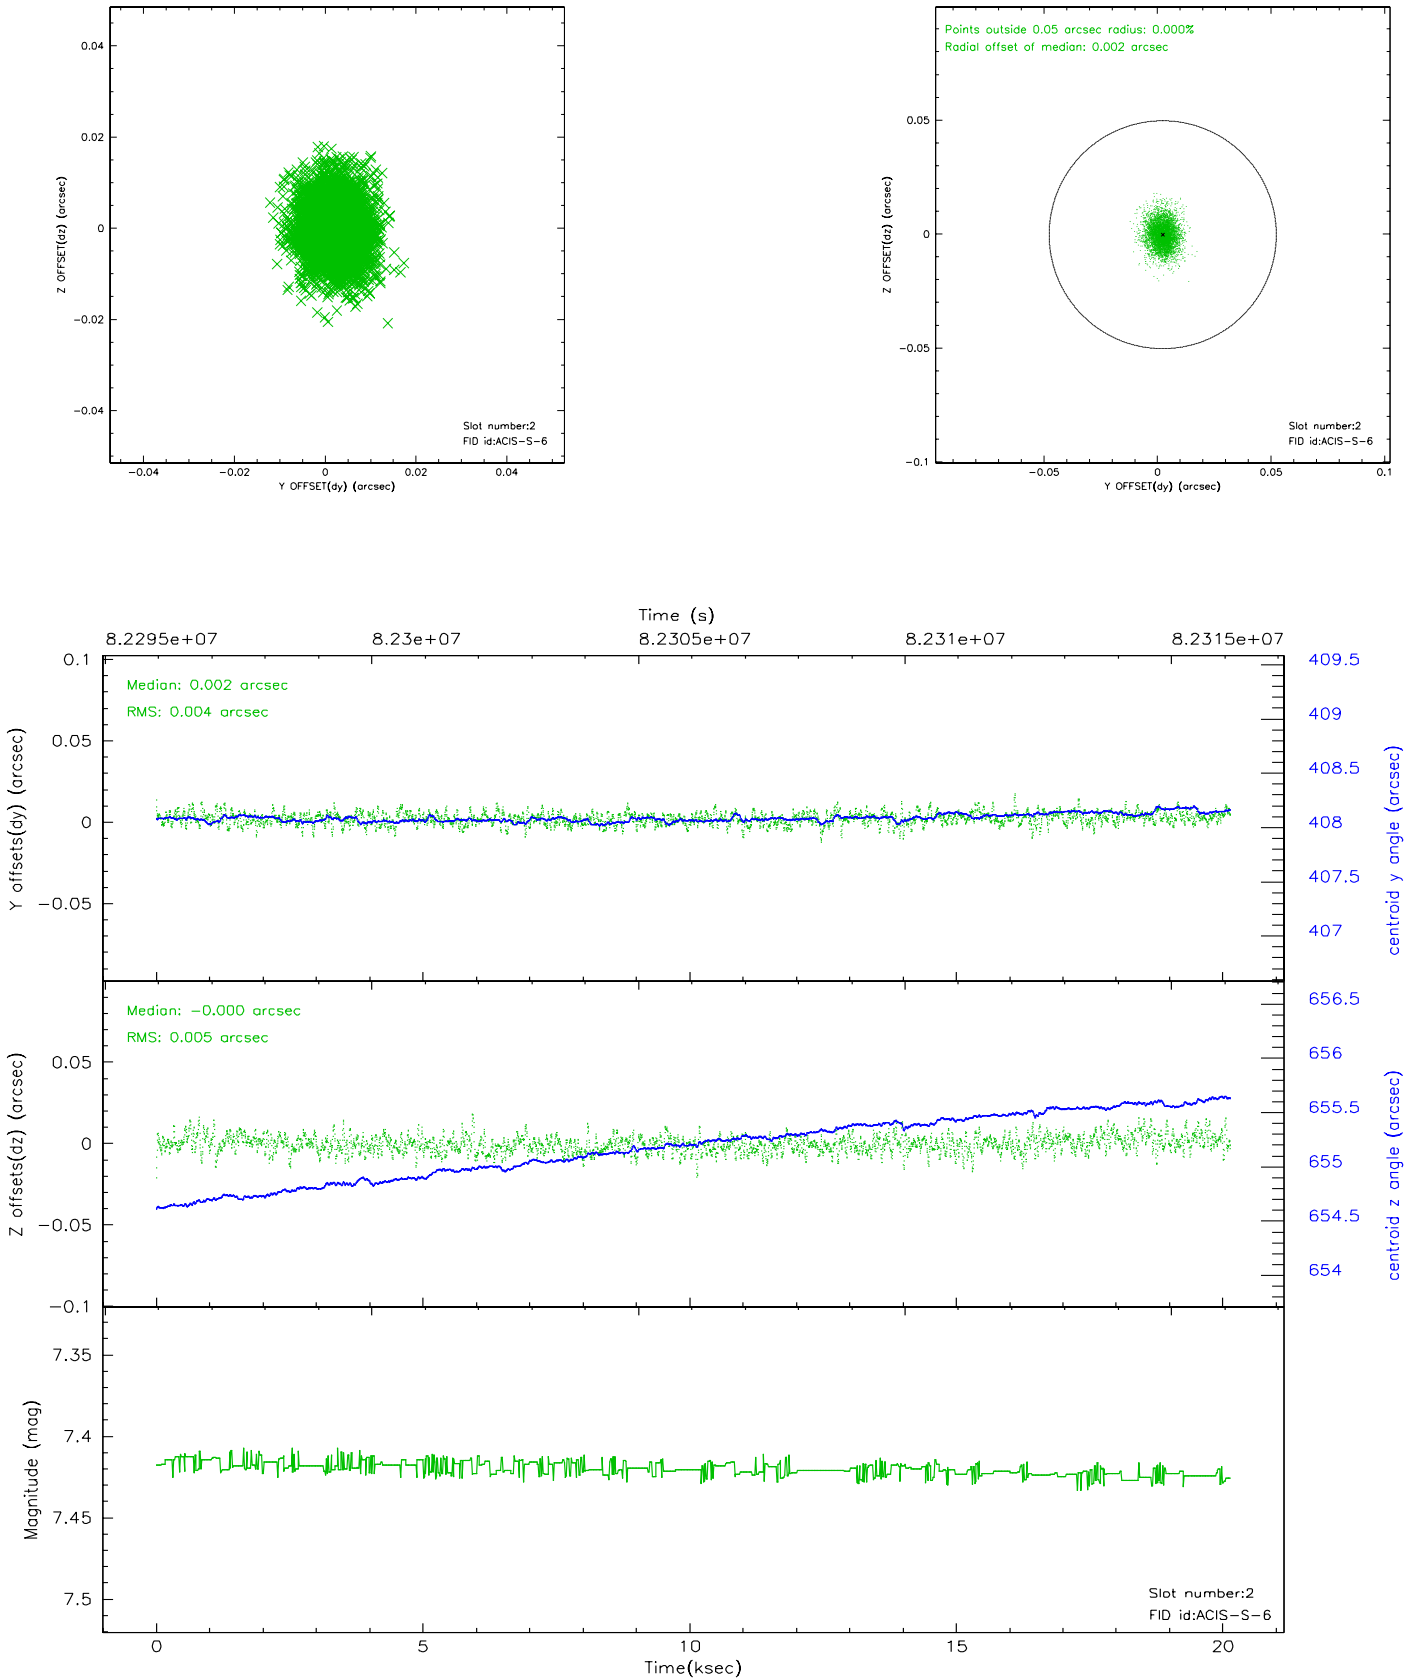 0.04
0.02
0
−0.02
−0.04
Z OFFSET(dz) (arcsec)
Slot number:2
FID id:ACIS−S−6
−0.04 −0.02 0 0.02 0.04
Y OFFSET(dy) (arcsec)
Points outside 0.05 arcsec radius: 0.000%
Radial offset of median: 0.002 arcsec
0.05
0
−0.05
−0.1
Z OFFSET(dz) (arcsec)
Slot number:2
FID id:ACIS−S−6
−0.05 0 0.05 0.1
Y OFFSET(dy) (arcsec)
Time (s)
8.2295e+07 8.23e+07 8.2305e+07 8.231e+07 8.2315e+07
0.1
0.05
0
−0.05
Y offsets(dy) (arcsec)
Median: 0.002 arcsec
RMS: 0.004 arcsec
409.5
409
408.5
408
407.5
407
centroid y angle (arcsec)
0.05
0
−0.05
−0.1
Z offsets(dz) (arcsec)
Median: −0.000 arcsec
RMS: 0.005 arcsec
656.5
656
655.5
655
654.5
654
centroid z angle (arcsec)
7.35
7.4
7.45
7.5
Magnitude (mag)
Slot number:2
FID id:ACIS−S−6
0 5 10 15 20
Time(ksec)